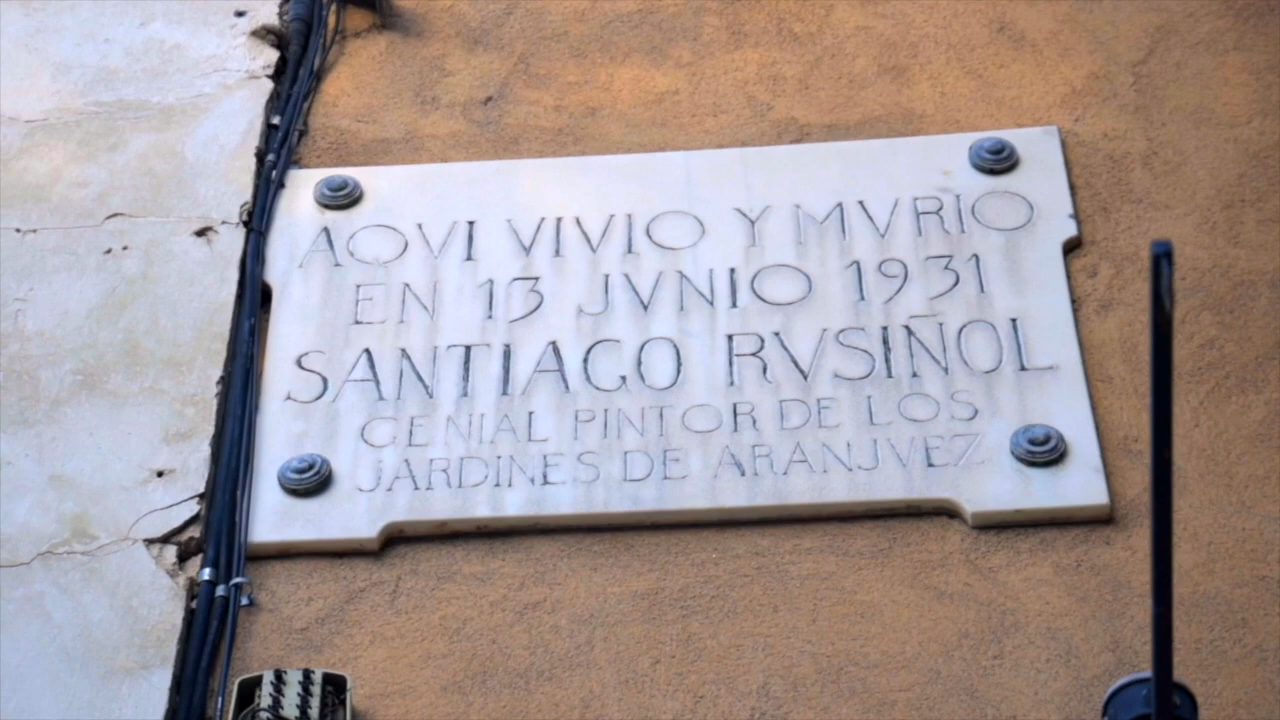 AQVI VIVIO Y MVRIO
EN 13 JVNIO 1931
SANTIAGO RVSIÑOL
GENIAL PINTOR DE LOS
JARDINES DE ARANJVEZ